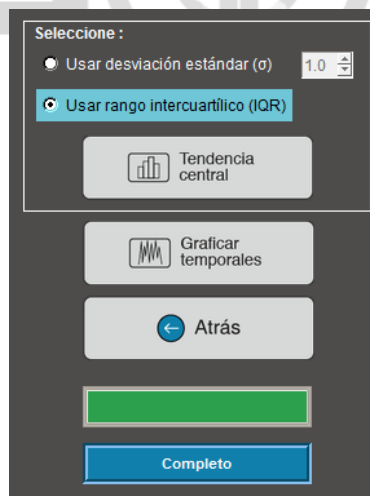 Seleccione :
Usar desviación estándar (σ) 1.0
Usar rango intercuartílico (IQR)
Tendencia
central
Graficar
temporales
Atrás
Completo